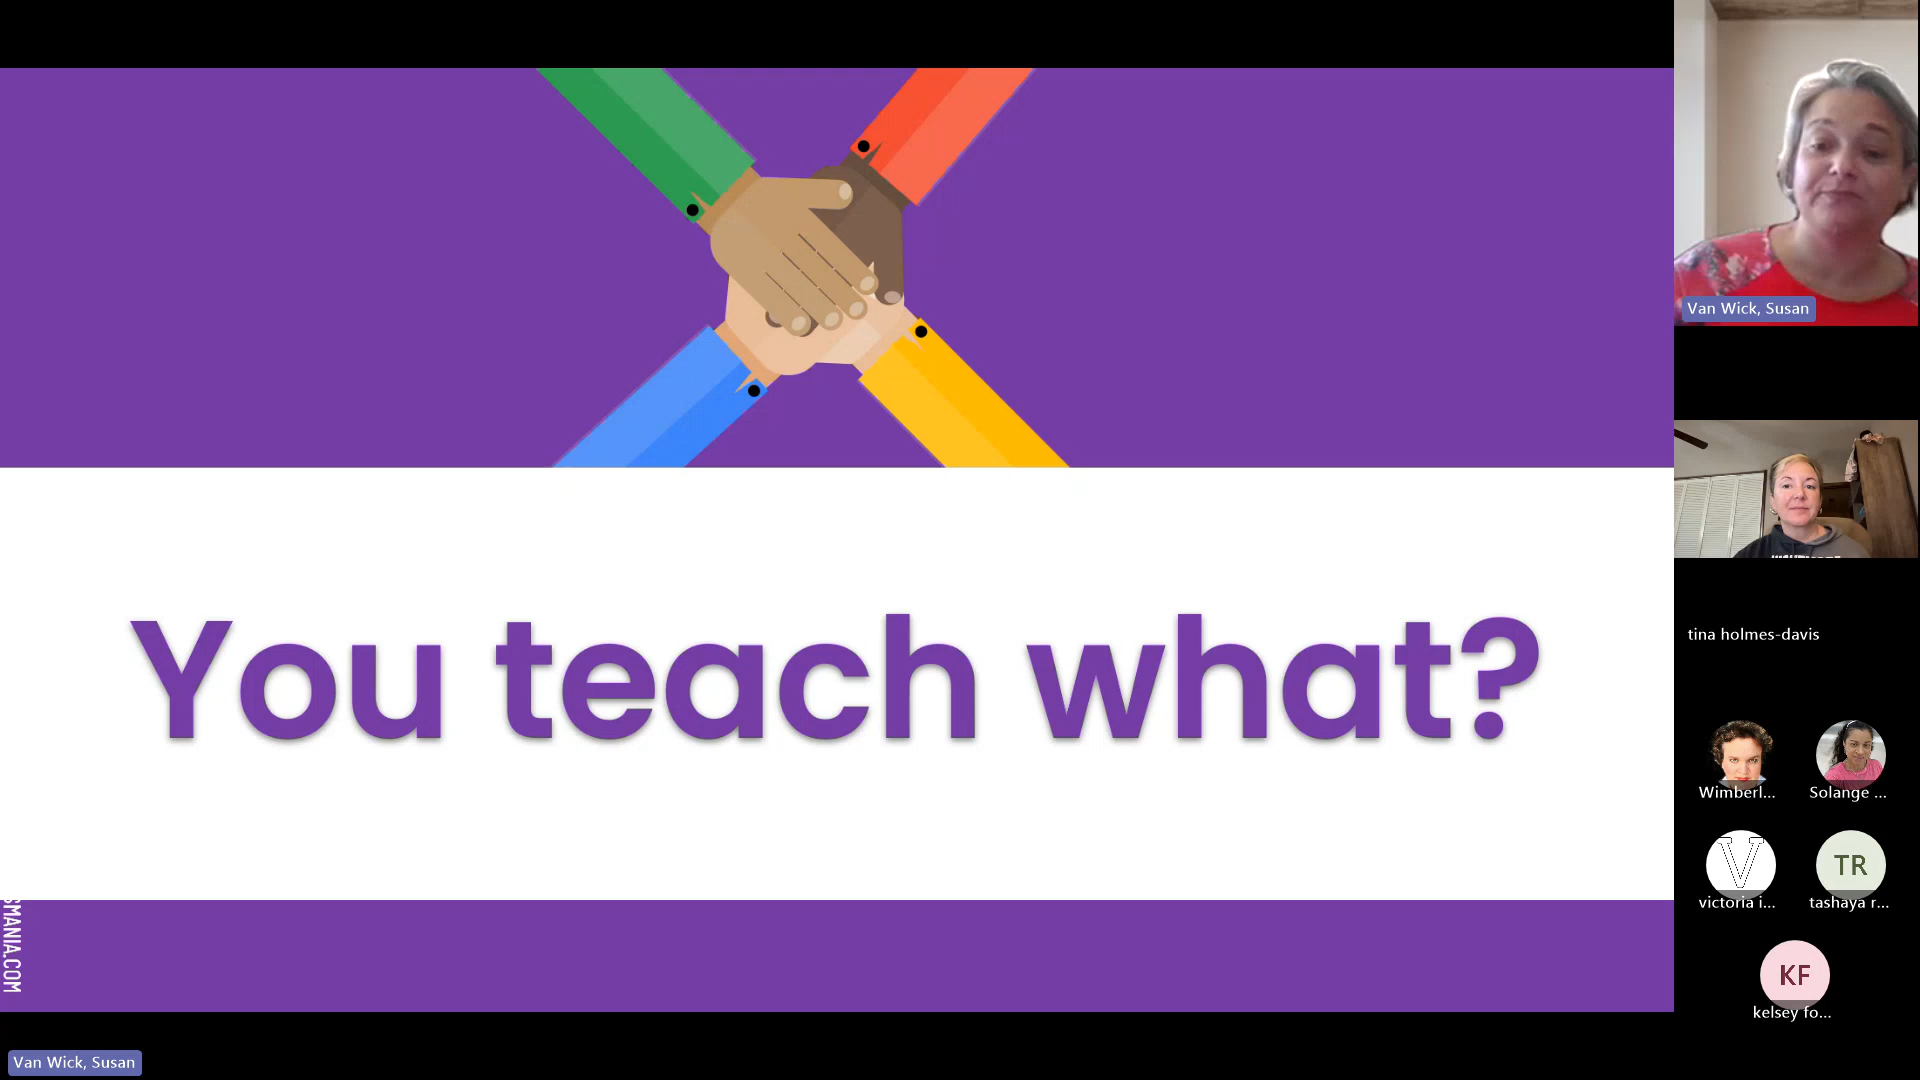 You teach what?
SMANIA.COM
Van Wick, Susan
Van Wick, Susan
tina holmes-davis
Wimberl...
Solange ...
V
victoria i...
TR
tashaya r...
KF
kelsey fo...